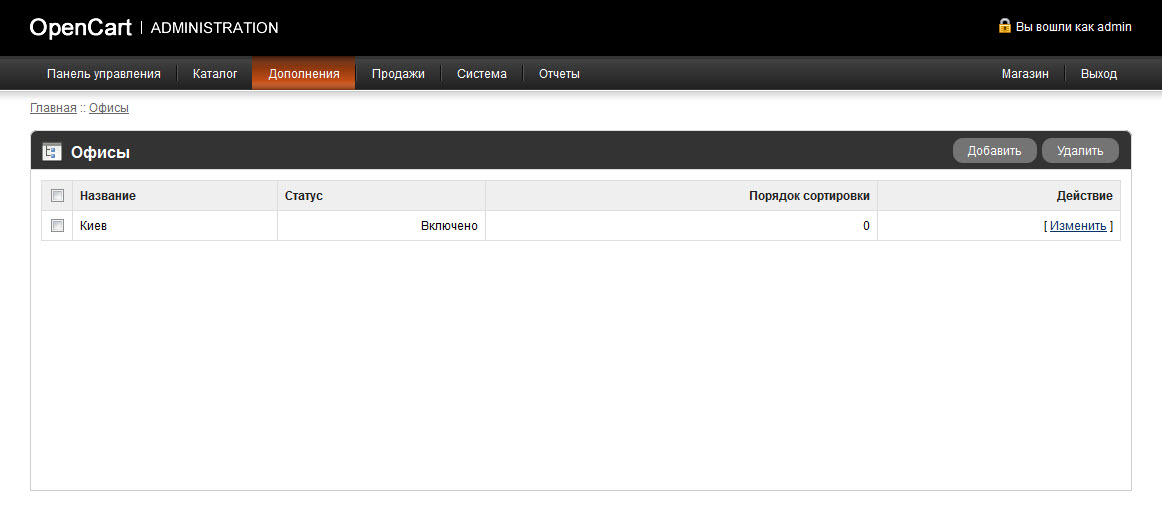 OpenCart | ADMINISTRATION Вы вошли как admin
Панель управления Каталог Дополнения Продажи Система Отчеты Магазин Выход
Главная :: Офисы
Офисы Добавить Удалить
Название Статус Порядок сортировки Действие
Киев Включено 0 [ Изменить ]